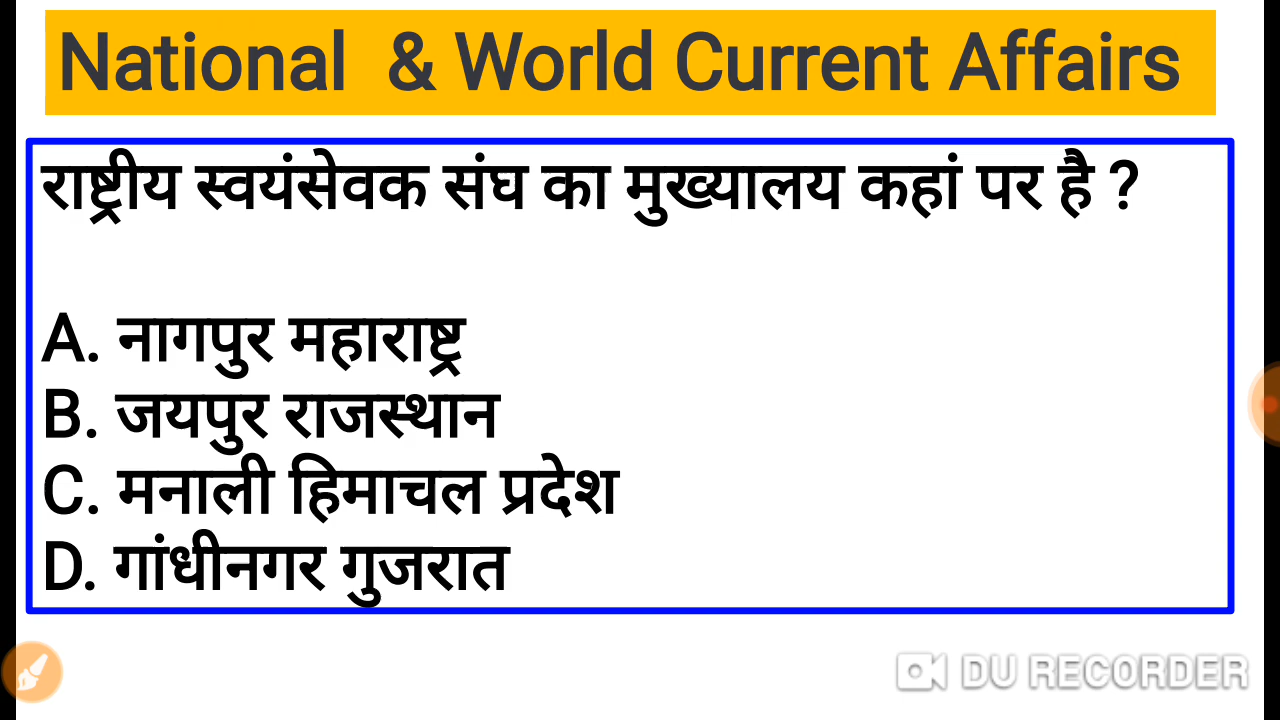 National & World Current Affairs
राष्ट्रीय स्वयंसेवक संघ का मुख्यालय कहां पर है ?
A. नागपुर महाराष्ट्र
B. जयपुर राजस्थान
C. मनाली हिमाचल प्रदेश
D. गांधीनगर गुजरात
DU RECORDER